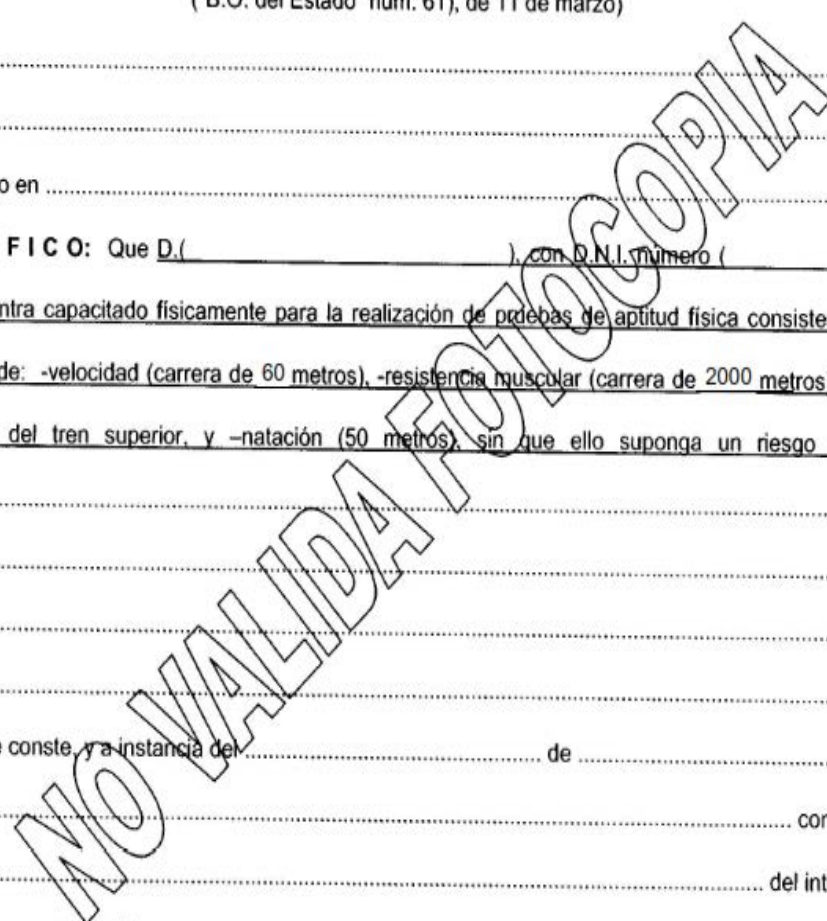 ( B.O. del Estado núm. 61), de 11 de marzo)
o en
F I C O: Que D.( ), con D.N.I. número (
ntra capacitado físicamente para la realización de pruebas de aptitud física consiste
de: -velocidad (carrera de 60 metros), -resistencia muscular (carrera de 2000 metros
del tren superior, y –natación (50 metros), sin que ello suponga un riesgo
e conste, y a instancia del ........ de ........
con
del int
NO VALIDA FOTOCOPIA